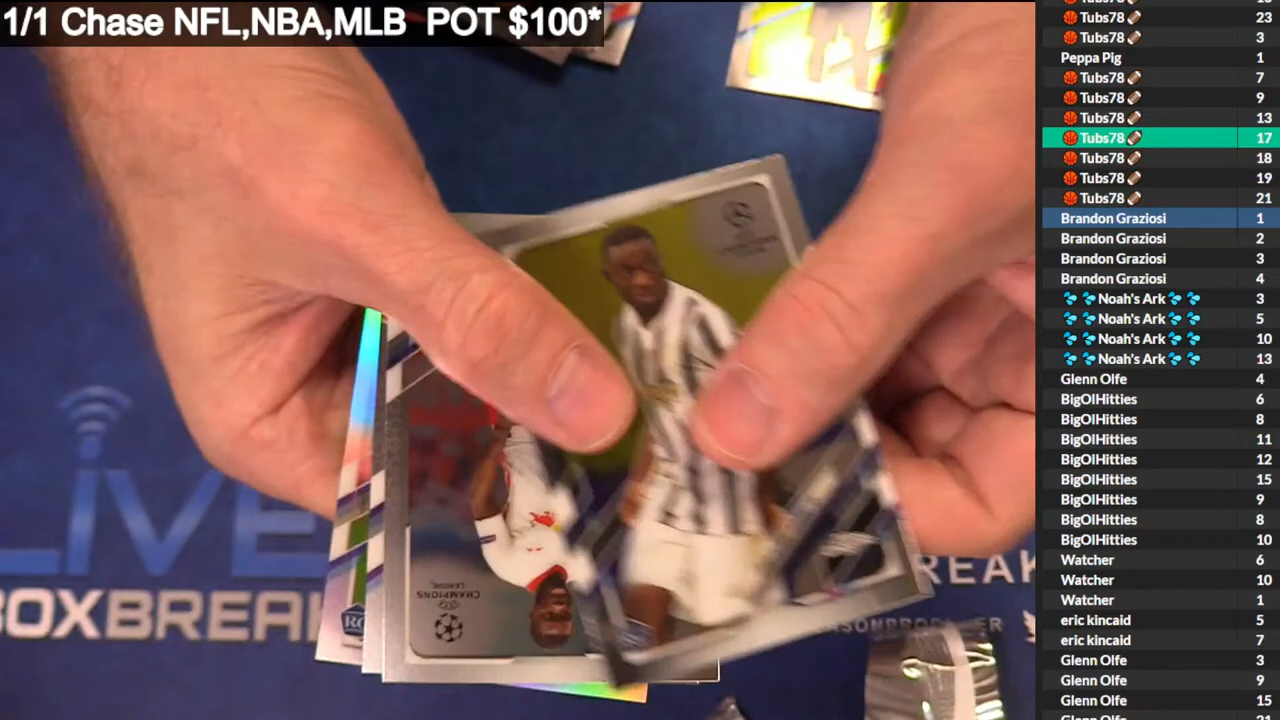 1/1 Chase NFL,NBA,MLB POT $100*
Tubs78 23
Tubs78 3
Peppa Pig 1
Tubs78 7
Tubs78 9
Tubs78 13
Tubs78 17
Tubs78 18
Tubs78 19
Tubs78 21
Brandon Graziosi 1
Brandon Graziosi 2
Brandon Graziosi 3
Brandon Graziosi 4
Noah's Ark 3
Noah's Ark 5
Noah's Ark 10
Noah's Ark 13
Glenn Olfe 4
BigOlHitties 6
BigOlHitties 8
BigOlHitties 11
BigOlHitties 12
BigOlHitties 15
BigOlHitties 9
BigOlHitties 8
BigOlHitties 10
Watcher 6
Watcher 10
Watcher 1
eric kincaid 5
eric kincaid 7
Glenn Olfe 3
Glenn Olfe 9
Glenn Olfe 15
CHAMPIONS
LEAGUE
RC
LIVE
BOXBREAK
REAK